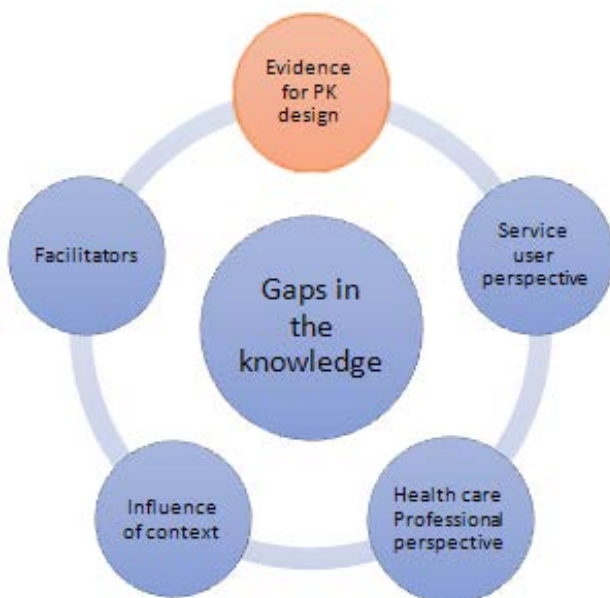 Evidence
for PK
design
Service
user
perspective
Health care
Professional
perspective
Influence
of context
Facilitators
Gaps in
the
knowledge